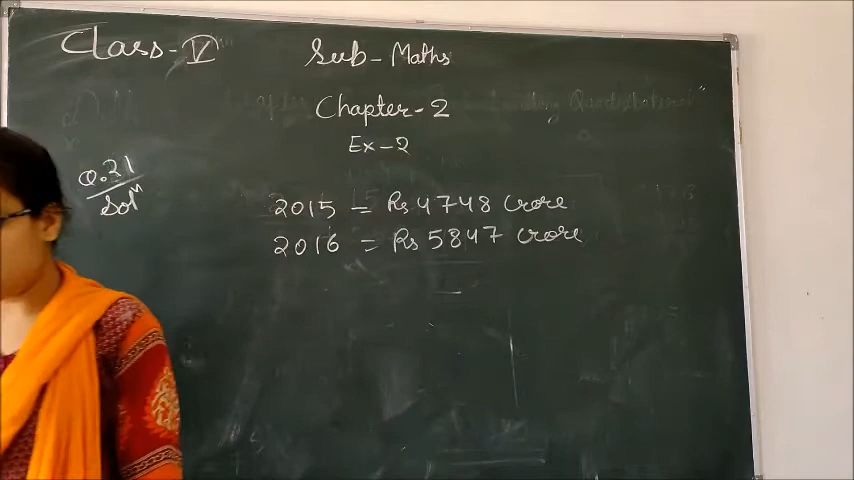 Class-V Sub-Maths
Chapter-2
Ex-2
Q.21
Solⁿ
2015 = Rs 4748 crore
2016 = Rs 5847 crore